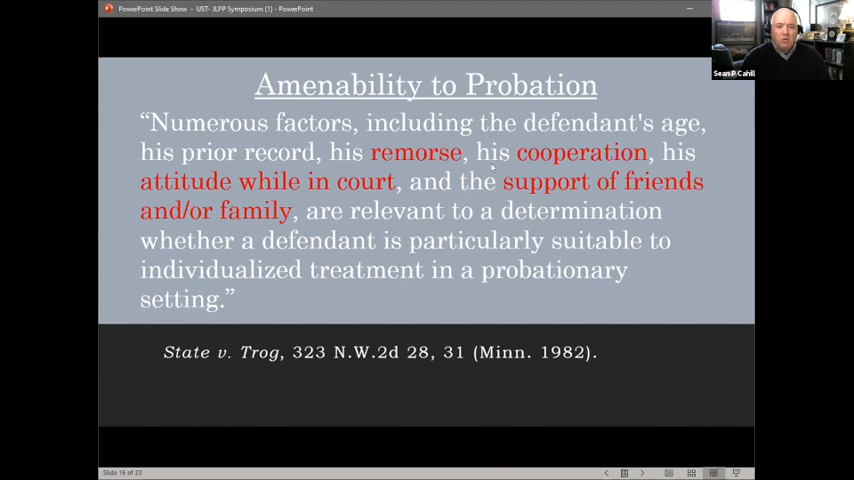 PowerPoint Slide Show - UST- JLPP Symposium (1) - PowerPoint
Sean P Cahill
Amenability to Probation
“Numerous factors, including the defendant's age,
his prior record, his remorse, his cooperation, his
attitude while in court, and the support of friends
and/or family, are relevant to a determination
whether a defendant is particularly suitable to
individualized treatment in a probationary
setting.”
State v. Trog, 323 N.W.2d 28, 31 (Minn. 1982).
Slide 16 of 23